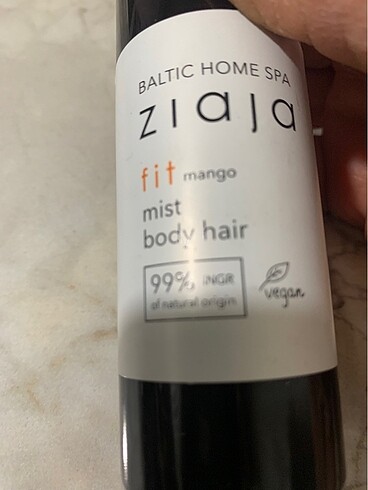 BALTIC HOME SPA
ziaja
fit mango
mist
body hair
99% INGR
of natural origin
vegan